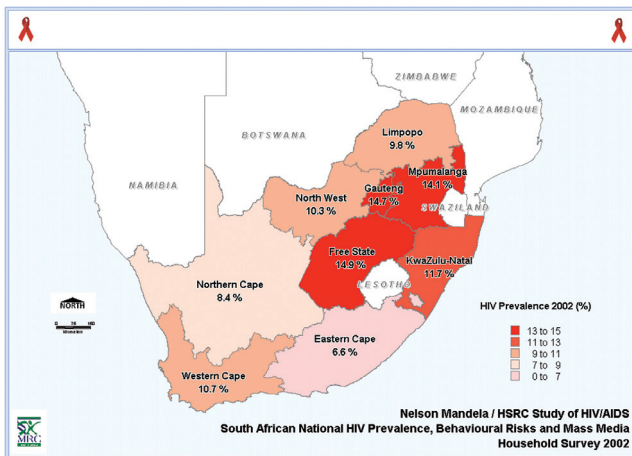 ZIMBABWE
MOZAMBIQUE
BOTSWANA
NAMIBIA
Limpopo
9.8 %
Mpumalanga
14.1 %
Gauteng
14.7 %
North West
10.3 %
SWAZILAND
Free State
14.9 %
KwaZulu-Natal
11.7 %
LESOTHO
Northern Cape
8.4 %
Eastern Cape
6.6 %
Western Cape
10.7 %
NORTH
HIV Prevalence 2002 (%)
13 to 15
11 to 13
9 to 11
7 to 9
0 to 7
MRC
Nelson Mandela / HSRC Study of HIV/AIDS
South African National HIV Prevalence, Behavioural Risks and Mass Media
Household Survey 2002